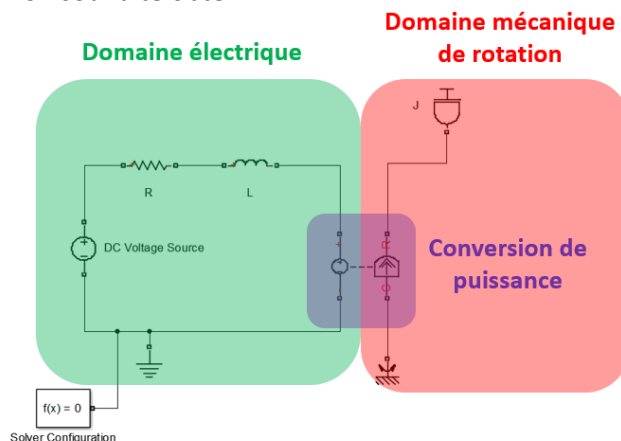 Domaine mécanique
de rotation
Domaine électrique
J
R
L
DC Voltage Source
+
R
C
Conversion de
puissance
f(x) = 0
Solver Configuration